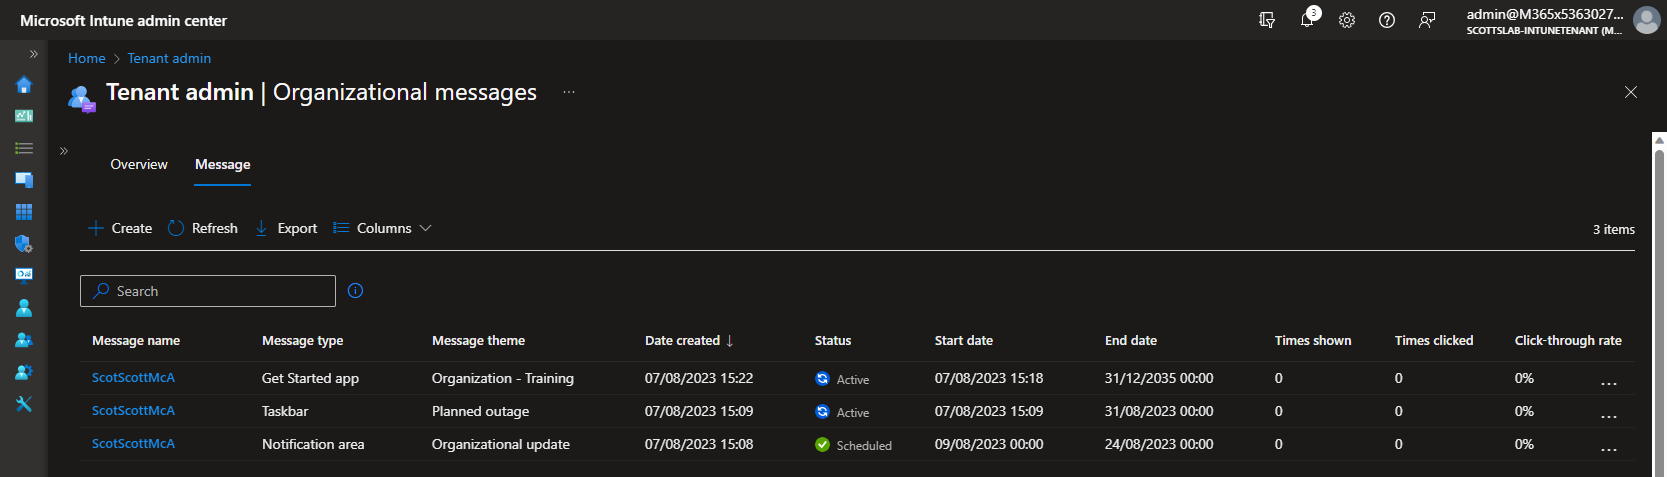 Microsoft Intune admin center
3
admin@M365x5363027...
SCOTTSLAB-INTUNETENANT (M...
Home > Tenant admin
Tenant admin | Organizational messages ...
Overview Message
Create Refresh Export Columns 3 items
Search
Message name Message type Message theme Date created ↓ Status Start date End date Times shown Times clicked Click-through rate
ScotScottMcA Get Started app Organization - Training 07/08/2023 15:22 Active 07/08/2023 15:18 31/12/2035 00:00 0 0 0% ...
ScotScottMcA Taskbar Planned outage 07/08/2023 15:09 Active 07/08/2023 15:09 31/08/2023 00:00 0 0 0% ...
ScotScottMcA Notification area Organizational update 07/08/2023 15:08 Scheduled 09/08/2023 00:00 24/08/2023 00:00 0 0 0% ...